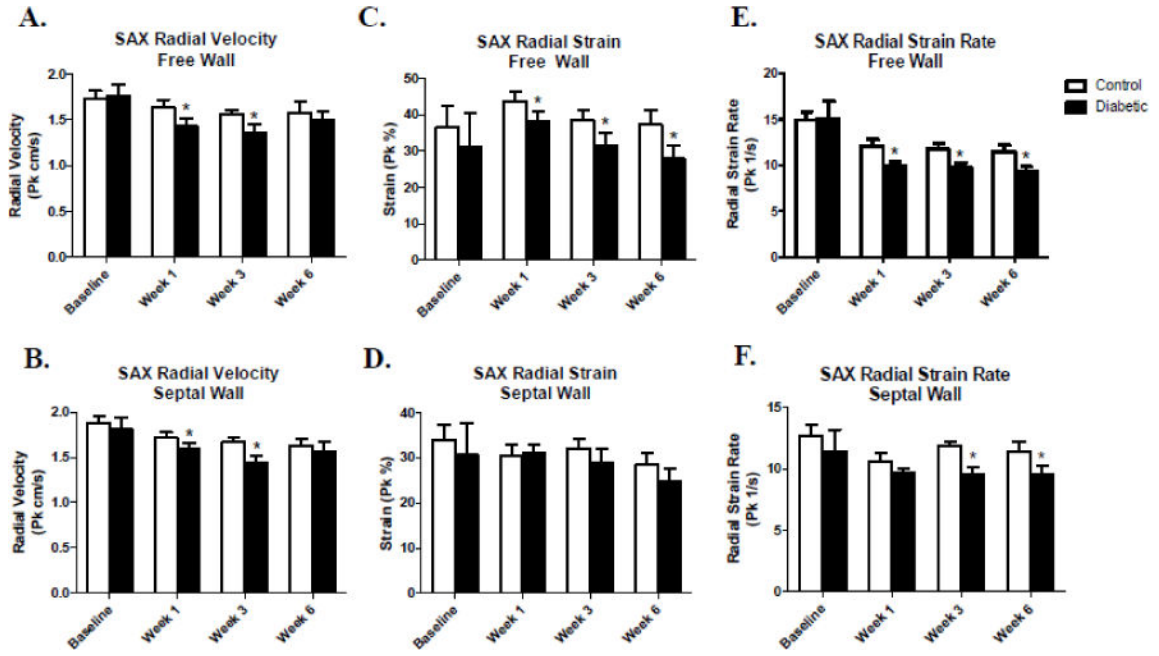 A.
SAX Radial Velocity
Free Wall
Radial Velocity
(Pk cm/s)
2.0
1.5
1.0
0.5
0.0
*
*
Baseline
Week 1
Week 3
Week 6
C.
SAX Radial Strain
Free Wall
Strain (Pk %)
50
40
30
20
10
0
*
*
*
Baseline
Week 1
Week 3
Week 6
E.
SAX Radial Strain Rate
Free Wall
Radial Strain Rate
(Pk 1/s)
20
15
10
5
0
*
*
*
Baseline
Week 1
Week 3
Week 6
Control
Diabetic
B.
SAX Radial Velocity
Septal Wall
Radial Velocity
(Pk cm/s)
2.0
1.5
1.0
0.5
0.0
*
*
Baseline
Week 1
Week 3
Week 6
D.
SAX Radial Strain
Septal Wall
Strain (Pk %)
40
30
20
10
0
Baseline
Week 1
Week 3
Week 6
F.
SAX Radial Strain Rate
Septal Wall
Radial Strain Rate
(Pk 1/s)
15
10
5
0
*
*
Baseline
Week 1
Week 3
Week 6